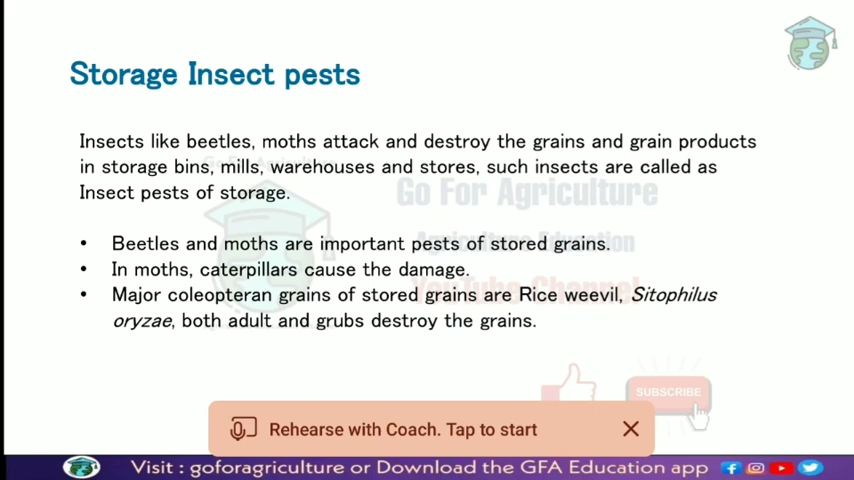 Storage Insect pests
Insects like beetles, moths attack and destroy the grains and grain products
in storage bins, mills, warehouses and stores, such insects are called as
Insect pests of storage.
Go For Agriculture
Agriculture Education
YouTube Channel
• Beetles and moths are important pests of stored grains.
• In moths, caterpillars cause the damage.
• Major coleopteran grains of stored grains are Rice weevil, Sitophilus
oryzae, both adult and grubs destroy the grains.
SUBSCRIBE
Rehearse with Coach. Tap to start
Visit : goforagriculture or Download the GFA Education app